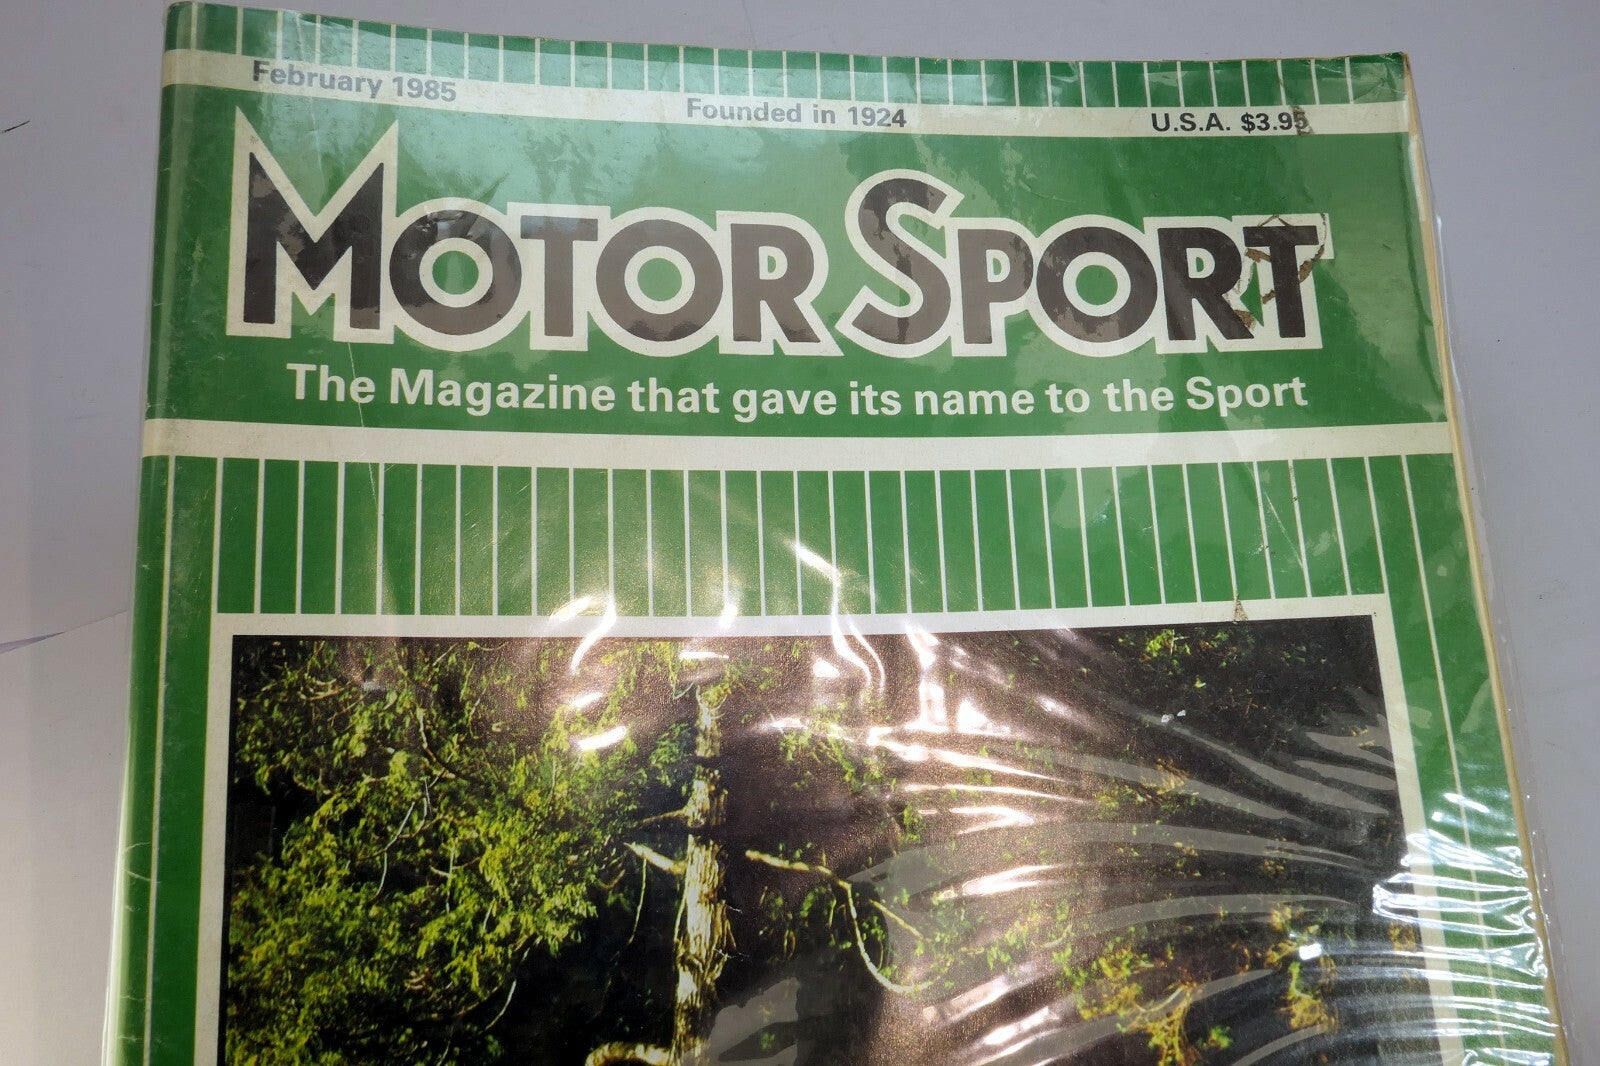 February 1985
Founded in 1924
U.S.A. $3.95
MOTOR SPORT
The Magazine that gave its name to the Sport